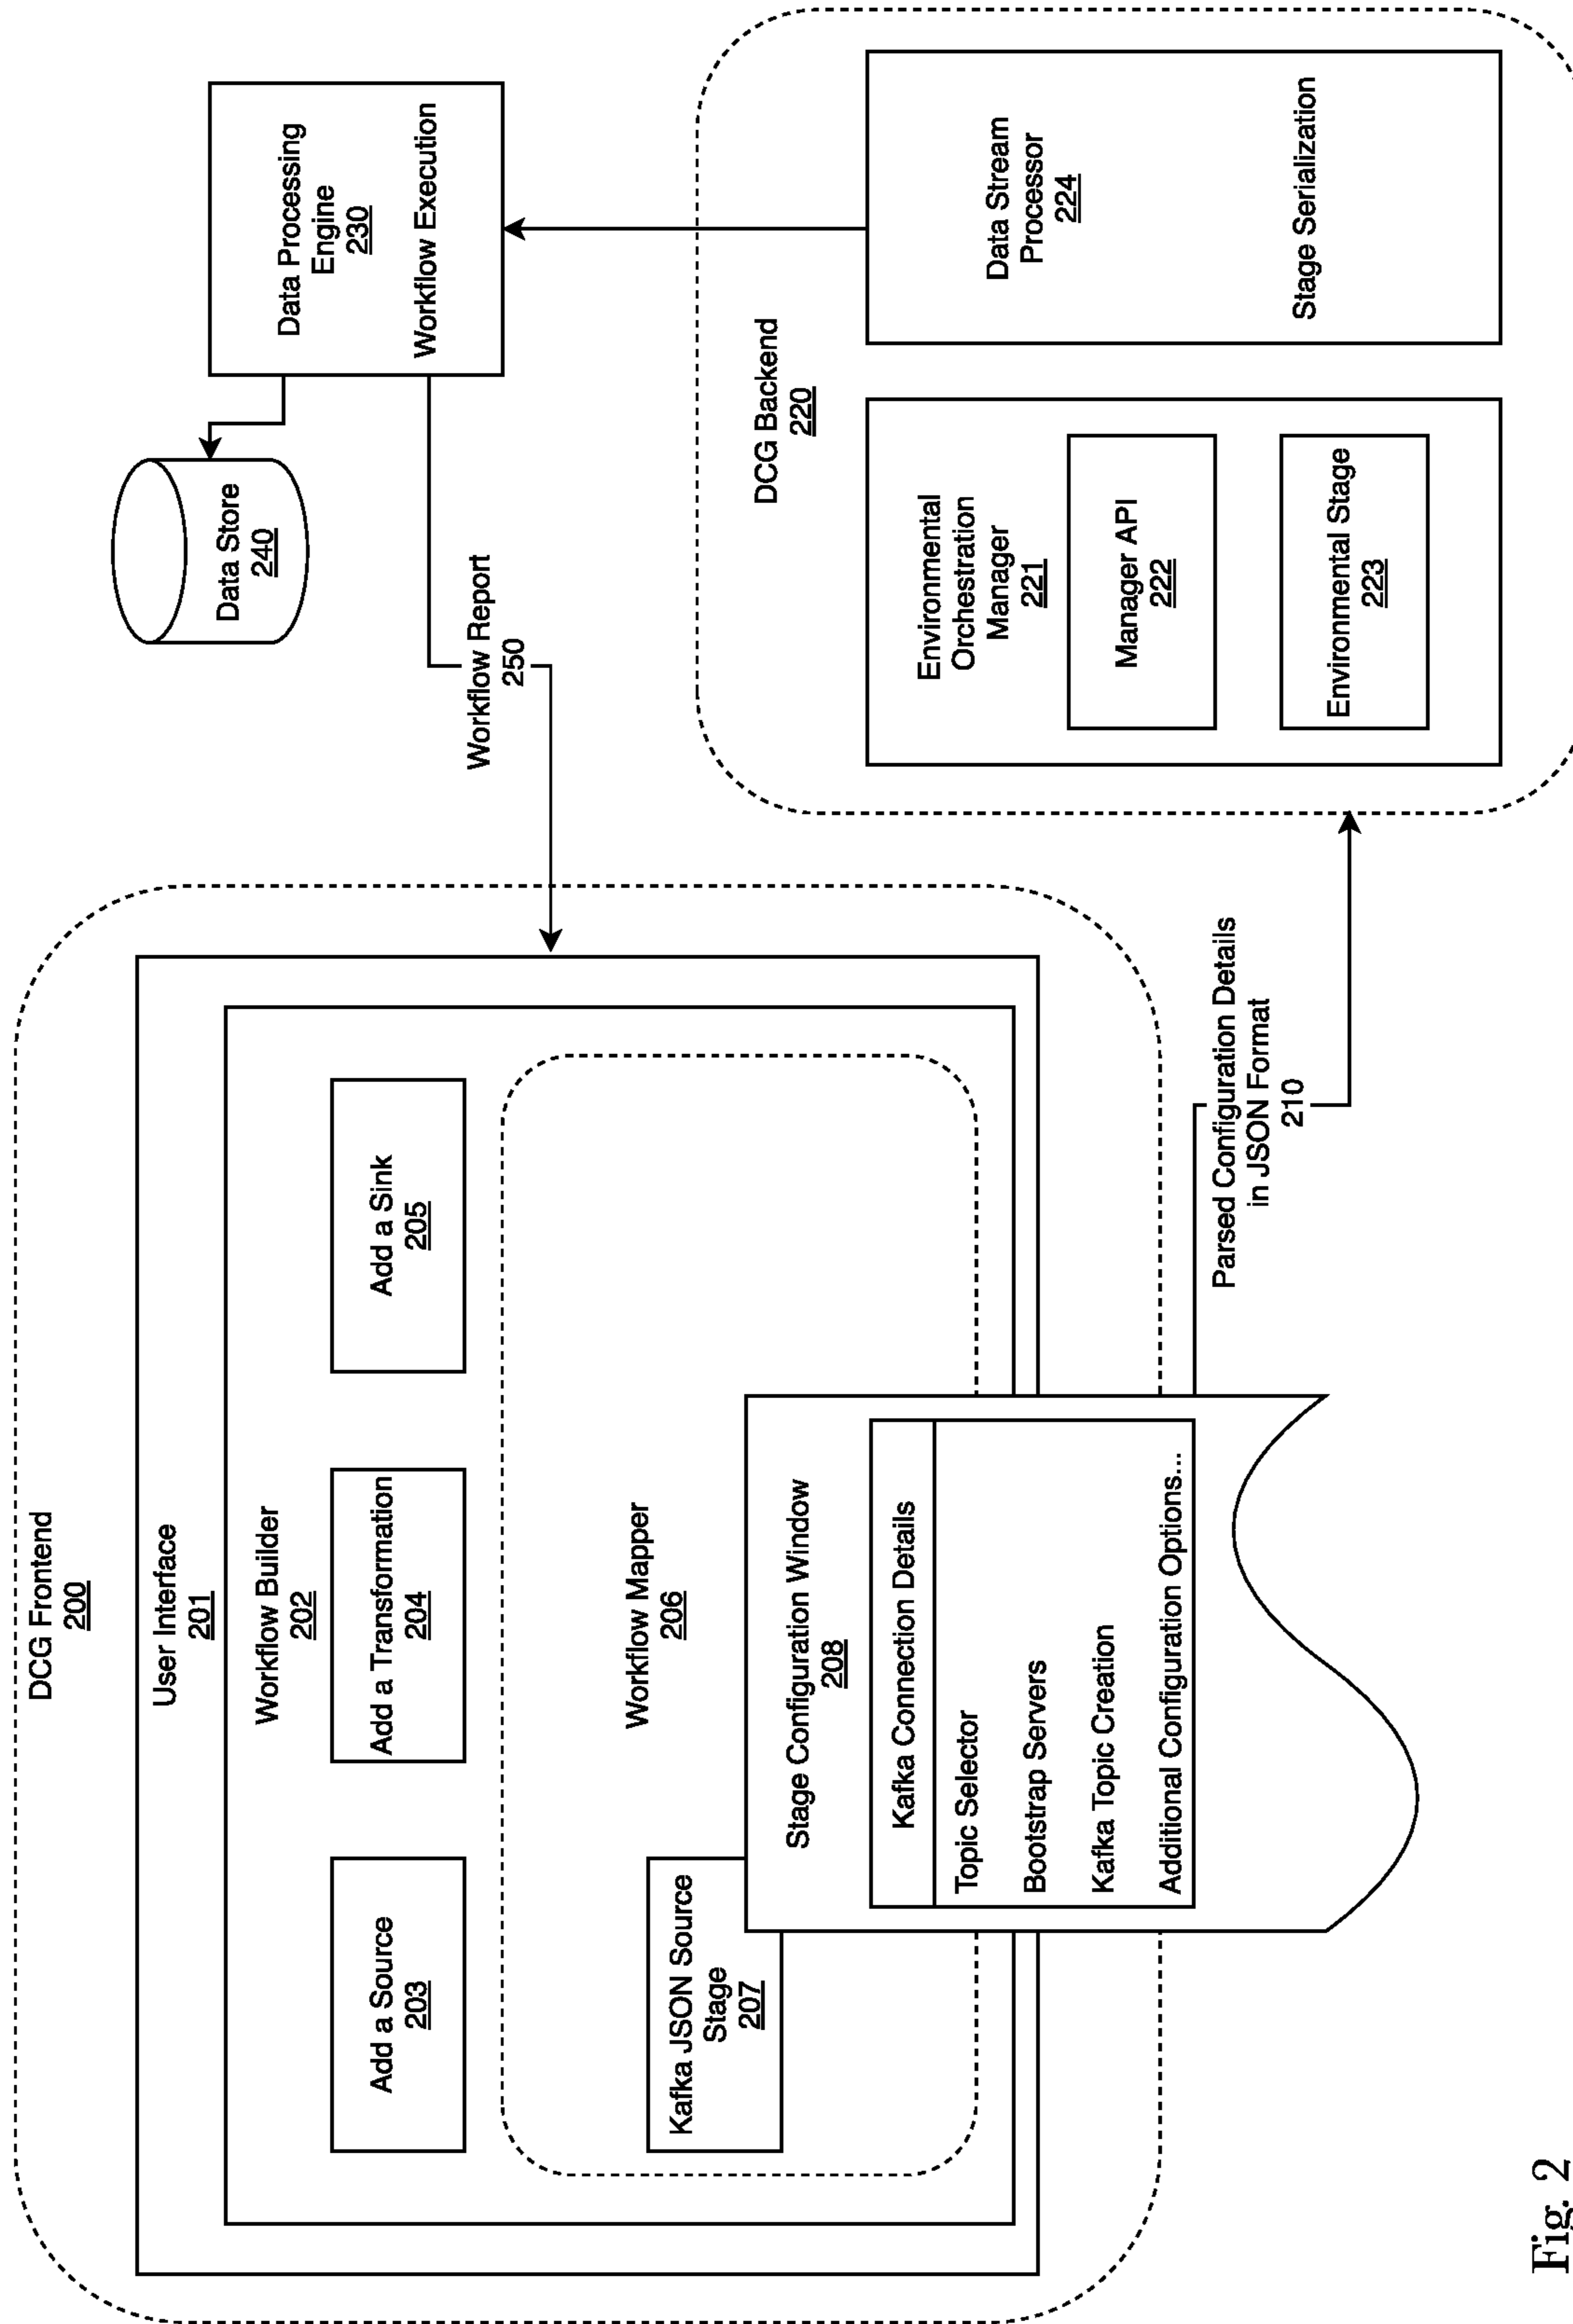 DCG Frontend
200
User Interface
201
Workflow Builder
202
Add a Source
203
Add a Transformation
204
Add a Sink
205
Workflow Mapper
206
Kafka JSON Source
Stage
207
Stage Configuration Window
208
Kafka Connection Details
Topic Selector
Bootstrap Servers
Kafka Topic Creation
Additional Configuration Options...
Parsed Configuration Details
in JSON Format
210
Workflow Report
250
Data Store
240
Data Processing
Engine
230
Workflow Execution
DCG Backend
220
Environmental
Orchestration
Manager
221
Manager API
222
Environmental Stage
223
Data Stream
Processor
224
Stage Serialization
Fig. 2